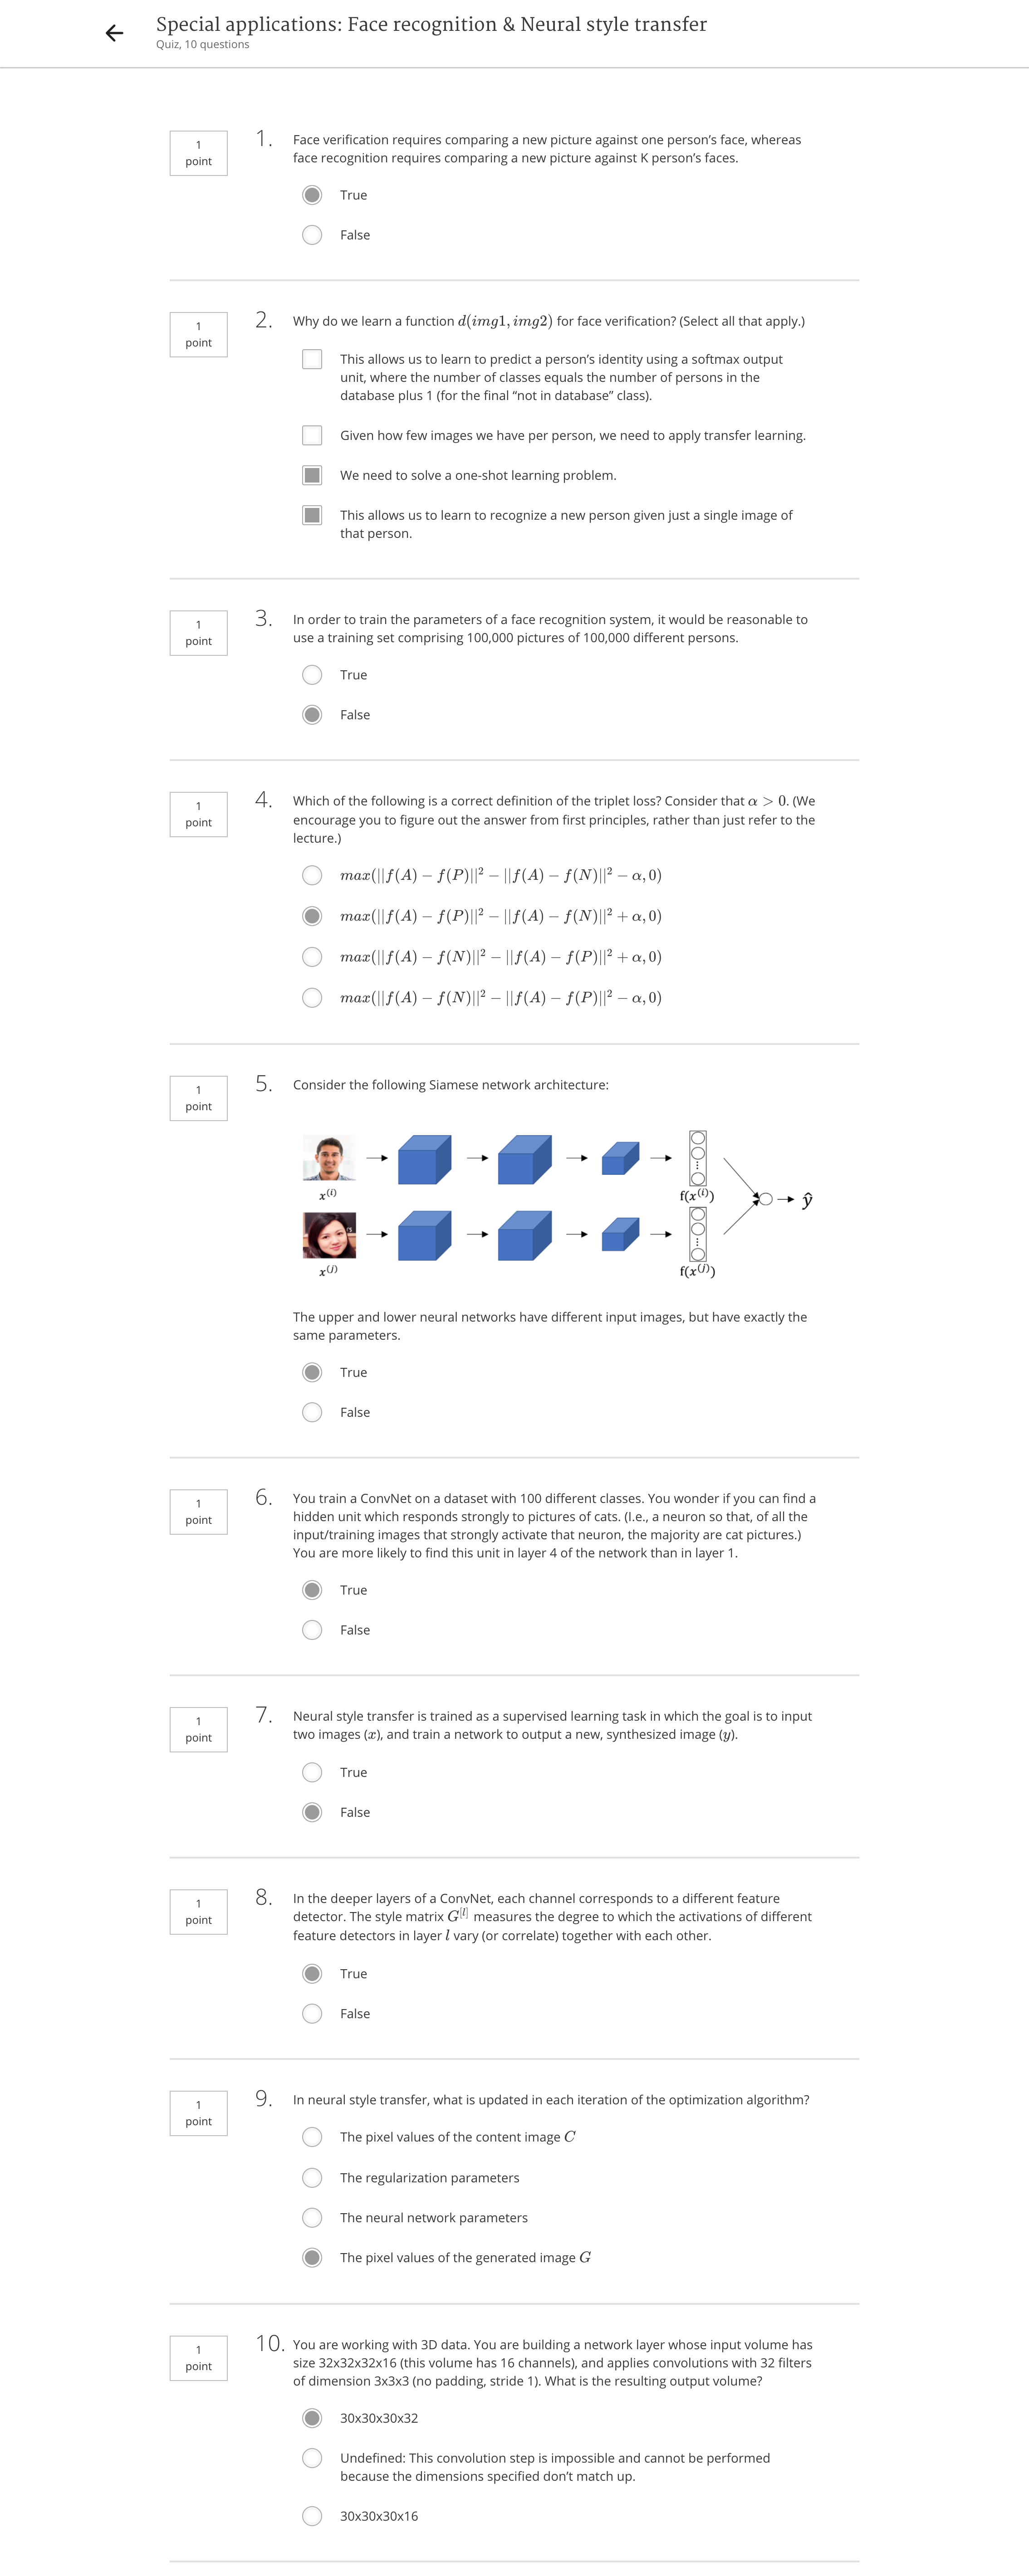 Special applications: Face recognition & Neural style transfer
Quiz, 10 questions
1
point
1.
Face verification requires comparing a new picture against one person’s face, whereas
face recognition requires comparing a new picture against K person’s faces.
True
False
1
point
2.
Why do we learn a function d(img1, img2) for face verification? (Select all that apply.)
This allows us to learn to predict a person’s identity using a softmax output
unit, where the number of classes equals the number of persons in the
database plus 1 (for the final “not in database” class).
Given how few images we have per person, we need to apply transfer learning.
We need to solve a one-shot learning problem.
This allows us to learn to recognize a new person given just a single image of
that person.
1
point
3.
In order to train the parameters of a face recognition system, it would be reasonable to
use a training set comprising 100,000 pictures of 100,000 different persons.
True
False
1
point
4.
Which of the following is a correct definition of the triplet loss? Consider that α > 0. (We
encourage you to figure out the answer from first principles, rather than just refer to the
lecture.)
max(||f(A) − f(P)||² − ||f(A) − f(N)||² − α, 0)
max(||f(A) − f(P)||² − ||f(A) − f(N)||² + α, 0)
max(||f(A) − f(N)||² − ||f(A) − f(P)||² + α, 0)
max(||f(A) − f(N)||² − ||f(A) − f(P)||² − α, 0)
1
point
5.
Consider the following Siamese network architecture:
x⁽ⁱ⁾
f(x⁽ⁱ⁾)
ŷ
x⁽ʲ⁾
f(x⁽ʲ⁾)
The upper and lower neural networks have different input images, but have exactly the
same parameters.
True
False
1
point
6.
You train a ConvNet on a dataset with 100 different classes. You wonder if you can find a
hidden unit which responds strongly to pictures of cats. (I.e., a neuron so that, of all the
input/training images that strongly activate that neuron, the majority are cat pictures.)
You are more likely to find this unit in layer 4 of the network than in layer 1.
True
False
1
point
7.
Neural style transfer is trained as a supervised learning task in which the goal is to input
two images (x), and train a network to output a new, synthesized image (y).
True
False
1
point
8.
In the deeper layers of a ConvNet, each channel corresponds to a different feature
detector. The style matrix G^[l] measures the degree to which the activations of different
feature detectors in layer l vary (or correlate) together with each other.
True
False
1
point
9.
In neural style transfer, what is updated in each iteration of the optimization algorithm?
The pixel values of the content image C
The regularization parameters
The neural network parameters
The pixel values of the generated image G
1
point
10.
You are working with 3D data. You are building a network layer whose input volume has
size 32x32x32x16 (this volume has 16 channels), and applies convolutions with 32 filters
of dimension 3x3x3 (no padding, stride 1). What is the resulting output volume?
30x30x30x32
Undefined: This convolution step is impossible and cannot be performed
because the dimensions specified don’t match up.
30x30x30x16